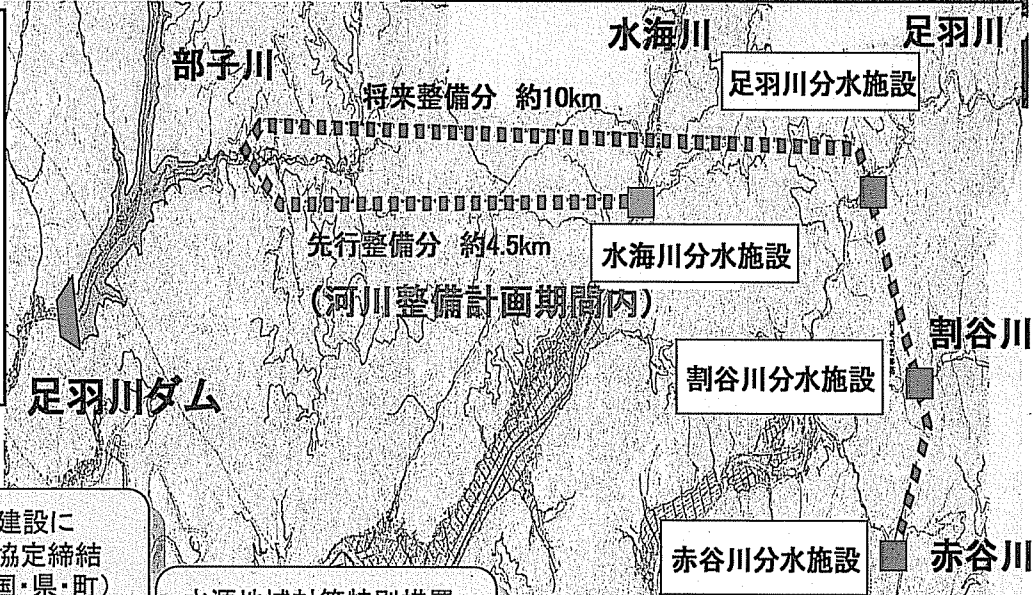 水海川
足羽川
部子川
足羽川分水施設
将来整備分 約10km
先行整備分 約4.5km
水海川分水施設
(河川整備計画期間内)
割谷川
割谷川分水施設
足羽川ダム
建設に
協定締結
国・県・町)
赤谷川分水施設
赤谷川